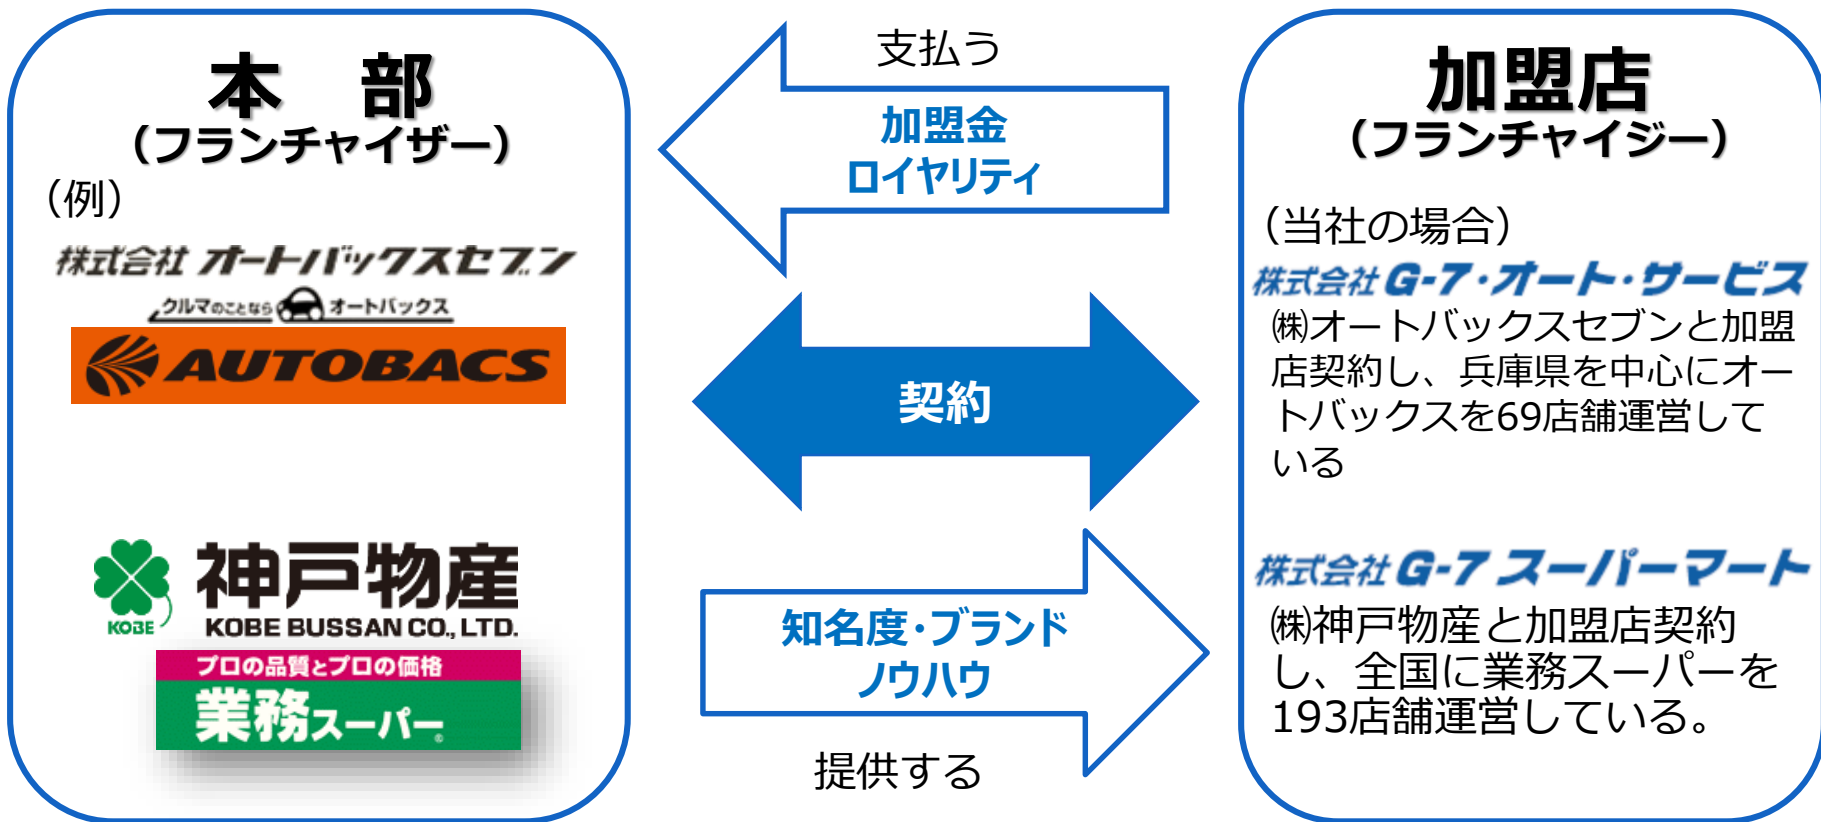 本　部
（フランチャイザー）
（例）
株式会社 オートバックスセブン
クルマのことなら オートバックス
AUTOBACS
KOBE
神戸物産
KOBE BUSSAN CO., LTD.
プロの品質とプロの価格
業務スーパー®
支払う
加盟金
ロイヤリティ
契約
知名度・ブランド
ノウハウ
提供する
加盟店
（フランチャイジー）
（当社の場合）
株式会社 G-7・オート・サービス
㈱オートバックスセブンと加盟
店契約し、兵庫県を中心にオー
トバックスを69店舗運営して
いる
株式会社 G-7 スーパーマート
㈱神戸物産と加盟店契約
し、全国に業務スーパーを
193店舗運営している。